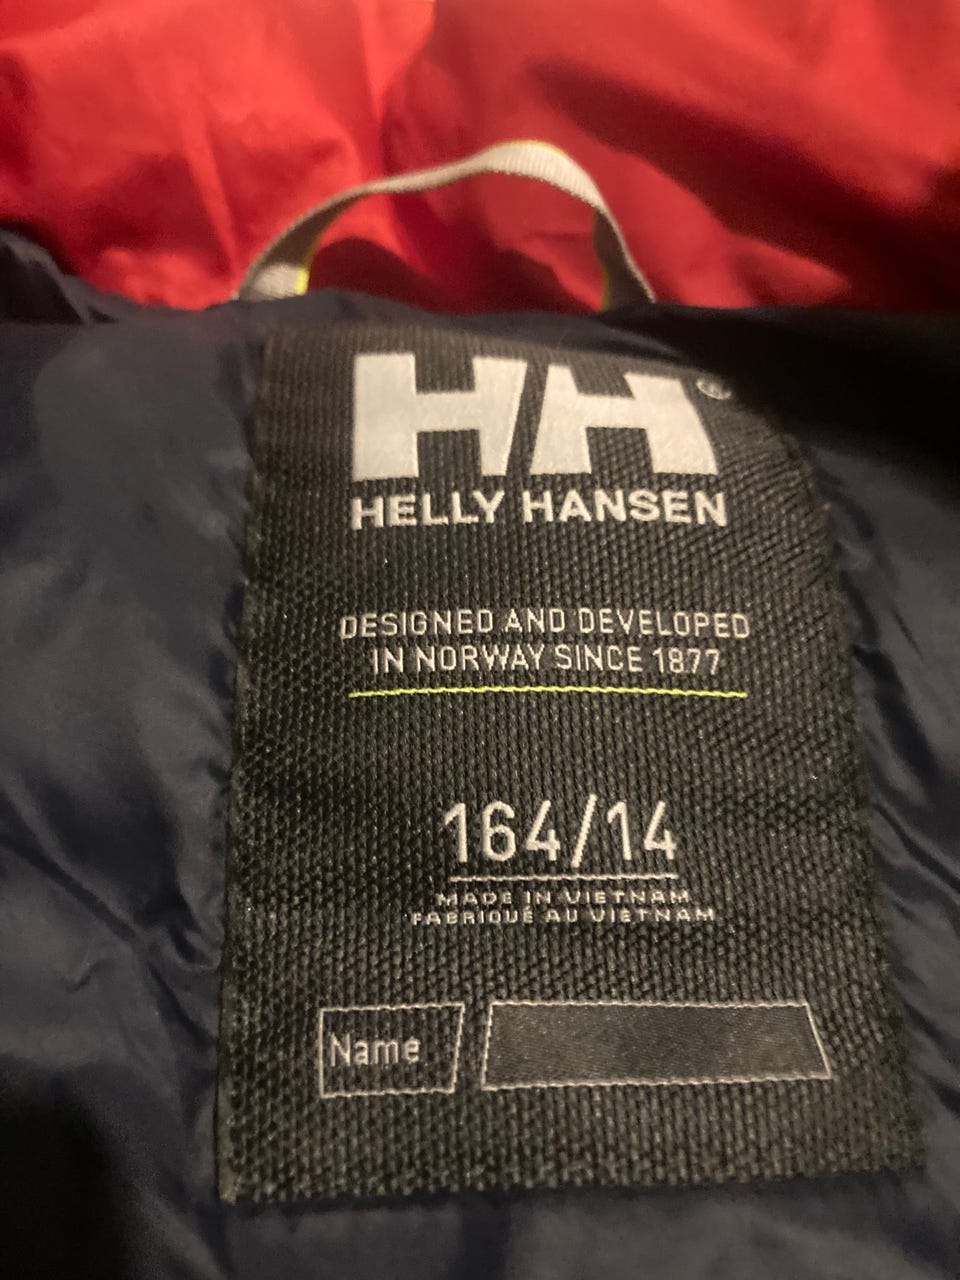 HH®
HELLY HANSEN
DESIGNED AND DEVELOPED
IN NORWAY SINCE 1877
164/14
MADE IN VIETNAM
FABRIQUÉ AU VIETNAM
Name